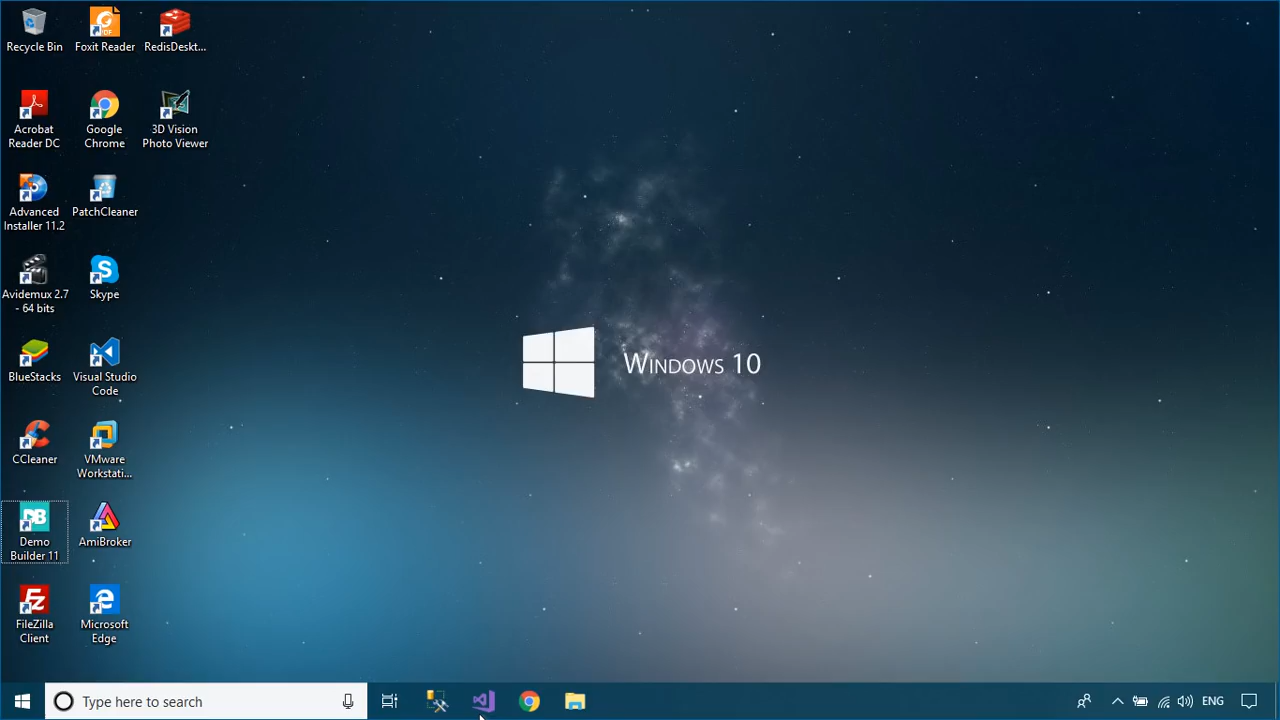 Recycle Bin
Foxit Reader
RedisDeskt...
Acrobat
Reader DC
Google
Chrome
3D Vision
Photo Viewer
Advanced
Installer 11.2
PatchCleaner
Avidemux 2.7
- 64 bits
Skype
BlueStacks
Visual Studio
Code
CCleaner
VMware
Workstati...
DB
Demo
Builder 11
AmiBroker
Fz
FileZilla
Client
Microsoft
Edge
Windows 10
Type here to search
ENG